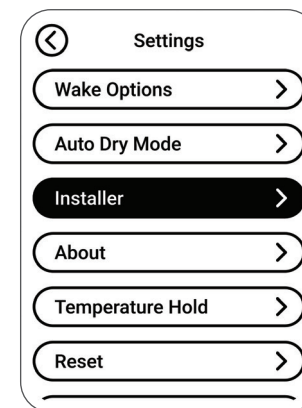 Settings
Wake Options
Auto Dry Mode
Installer
About
Temperature Hold
Reset